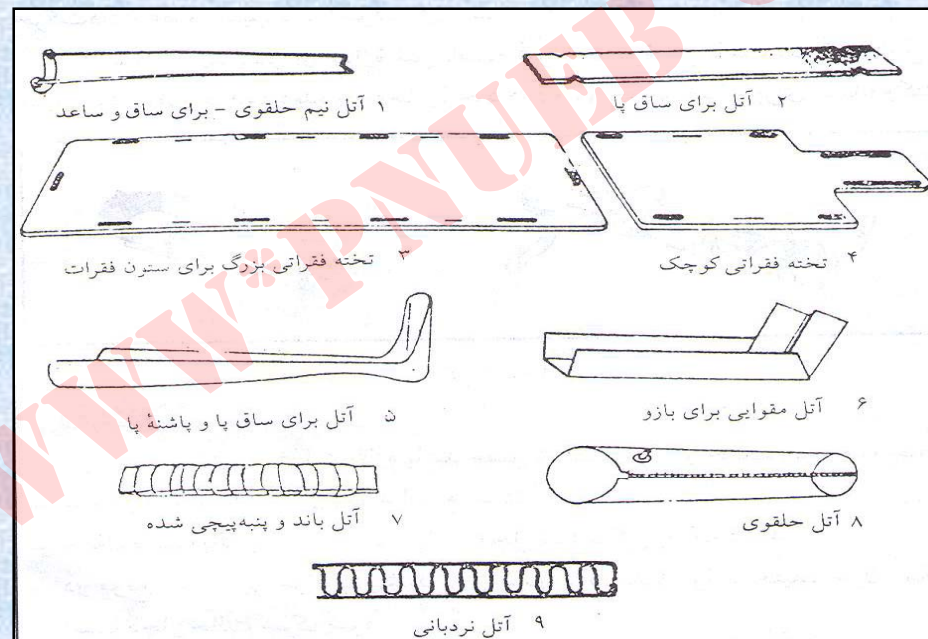 ۱ آتل نیم حلقوی – برای ساق و ساعد
۲. آتل برای ساق پا
۳ تخته فقراتی بزرگ برای ستون فقرات
۴ تخته فقراتی کوچک
۵ آتل برای ساق پا و پاشنهٔ پا
۶ آتل مقوایی برای بازو
۷ آتل باند و پنبه‌پیچی شده
۸ آتل حلقوی
۹ آتل نردبانی
WWW*PNUEB